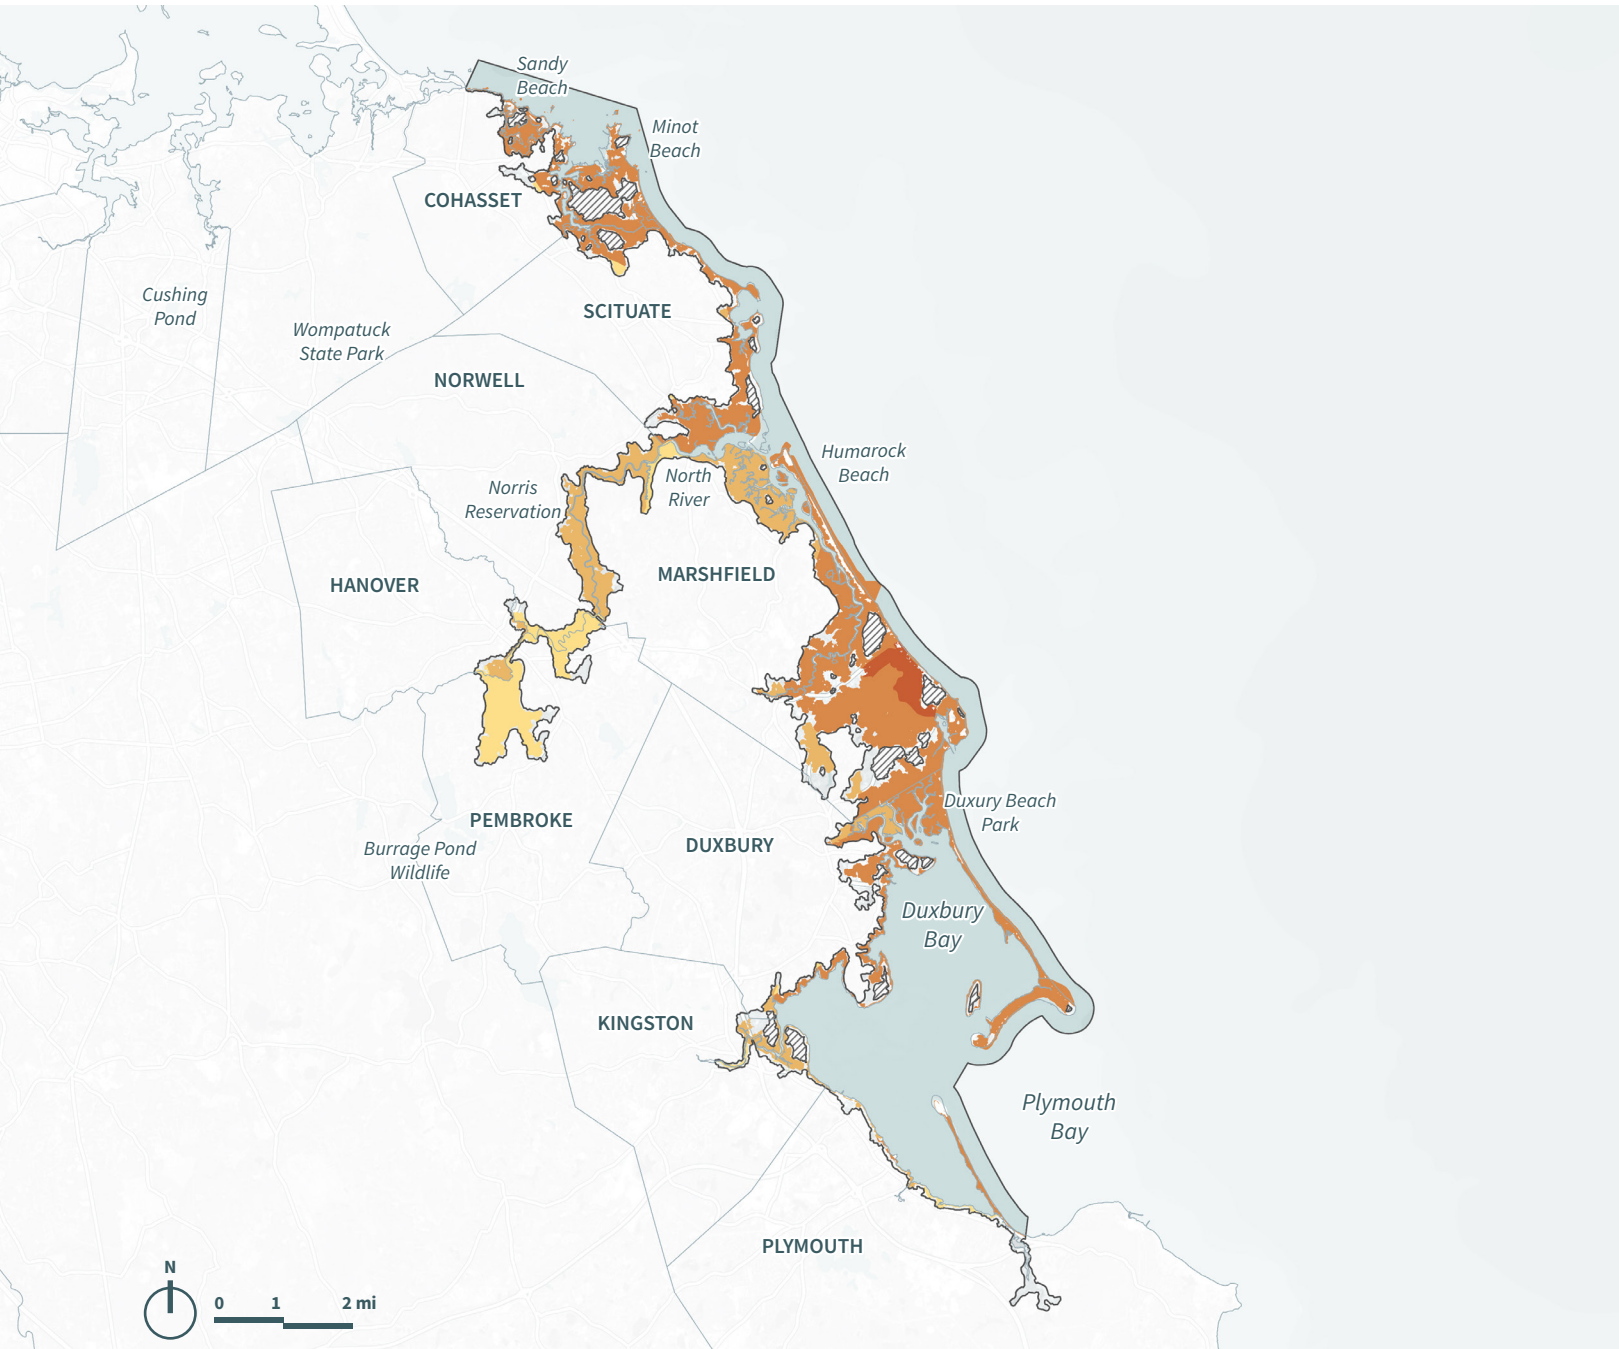 Sandy
Beach
Minot
Beach
COHASSET
Cushing
Pond
SCITUATE
Wompatuck
State Park
NORWELL
Humarock
Beach
North
River
Norris
Reservation
MARSHFIELD
HANOVER
Duxury Beach
Park
PEMBROKE
DUXBURY
Burrage Pond
Wildlife
Duxbury
Bay
KINGSTON
Plymouth
Bay
PLYMOUTH
N
0 1 2 mi